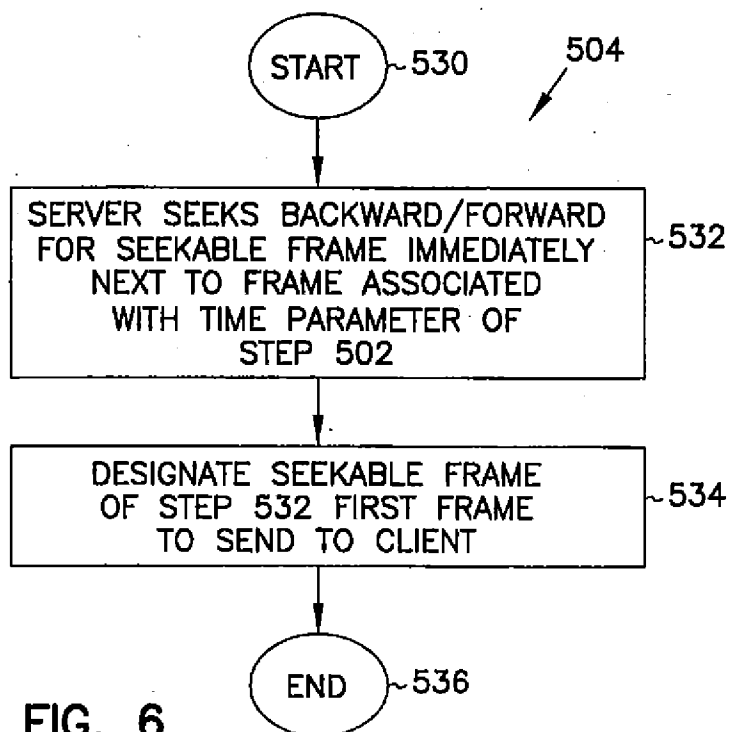 START
530
504
SERVER SEEKS BACKWARD/FORWARD
FOR SEEKABLE FRAME IMMEDIATELY
NEXT TO FRAME ASSOCIATED
WITH TIME PARAMETER OF
STEP 502
532
DESIGNATE SEEKABLE FRAME
OF STEP 532 FIRST FRAME
TO SEND TO CLIENT
534
END
536
FIG. 6